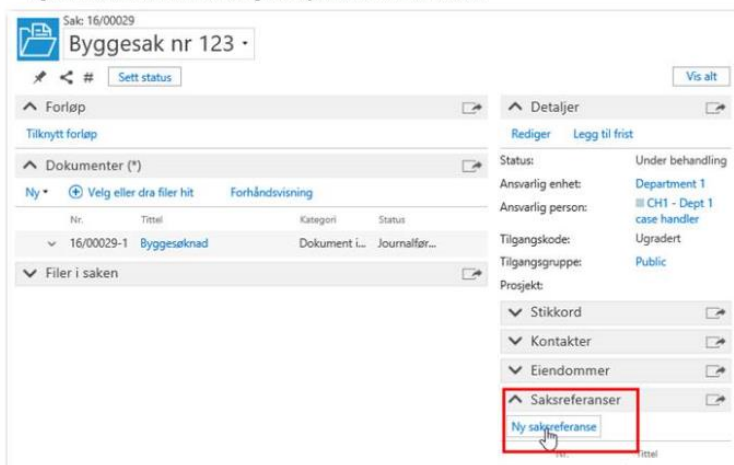 Sak: 16/00029
Byggesak nr 123
# Sett status
Vis alt
Forløp
Tilknytt forløp
Dokumenter (*)
Ny Velg eller dra filer hit Forhåndsvisning
Nr. Tittel Kategori Status
16/00029-1 Byggesøknad Dokument i... Journalfør...
Filer i saken
Detaljer
Rediger Legg til frist
Status: Under behandling
Ansvarlig enhet: Department 1
Ansvarlig person: CH1 - Dept 1
case handler
Tilgangskode: Ugradert
Tilgangsgruppe: Public
Prosjekt:
Stikkord
Kontakter
Eiendommer
Saksreferanser
Ny saksreferanse
Nr. Tittel